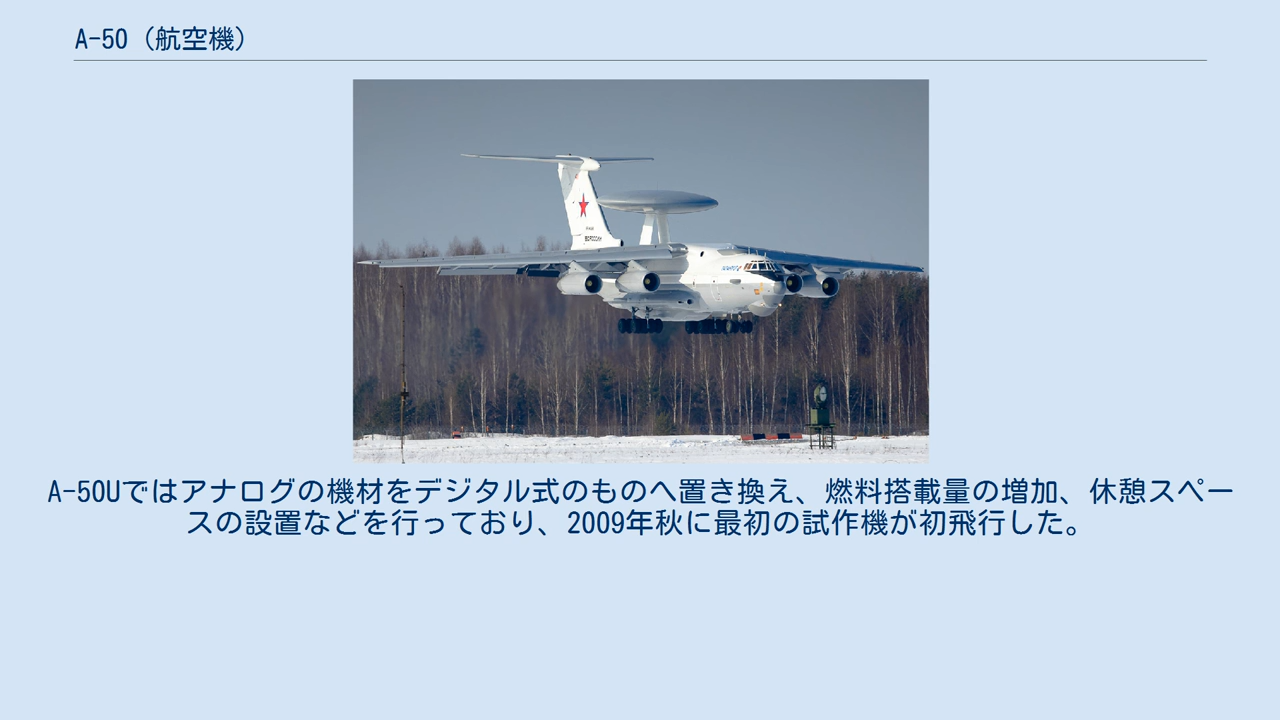 A-50（航空機）
A-50Uではアナログの機材をデジタル式のものへ置き換え、燃料搭載量の増加、休憩スペー
スの設置などを行っており、2009年秋に最初の試作機が初飛行した。